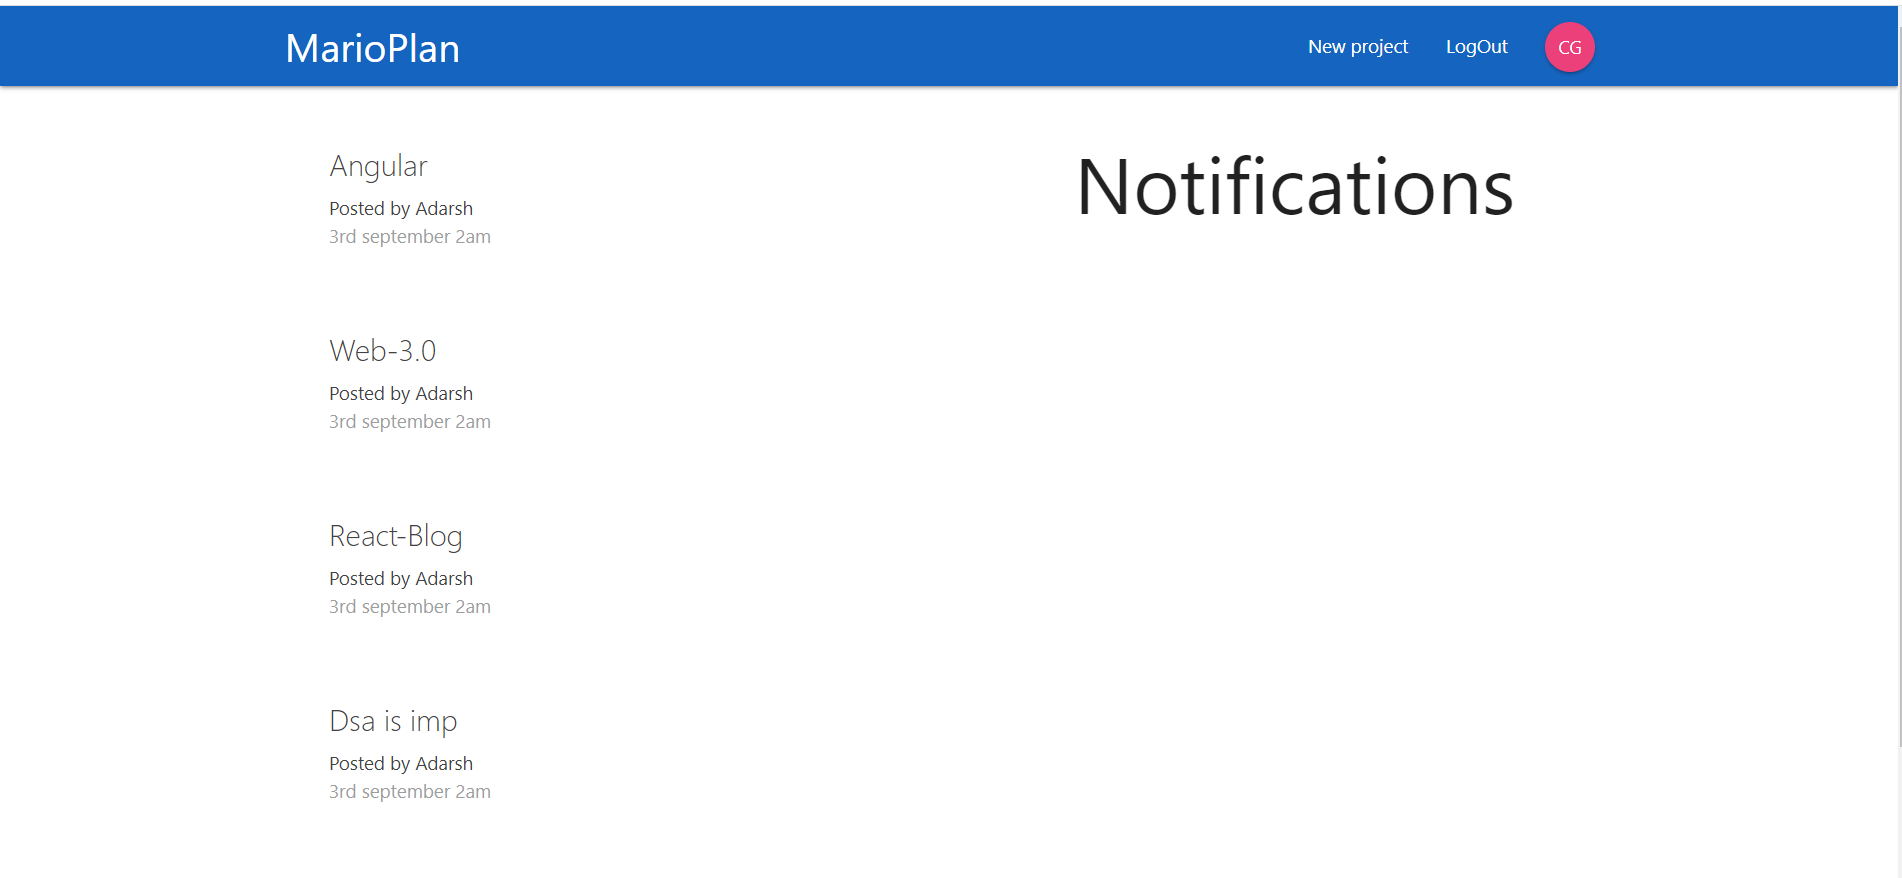 MarioPlan
New project
LogOut
CG
Angular
Posted by Adarsh
3rd september 2am
Web-3.0
Posted by Adarsh
3rd september 2am
React-Blog
Posted by Adarsh
3rd september 2am
Dsa is imp
Posted by Adarsh
3rd september 2am
Notifications